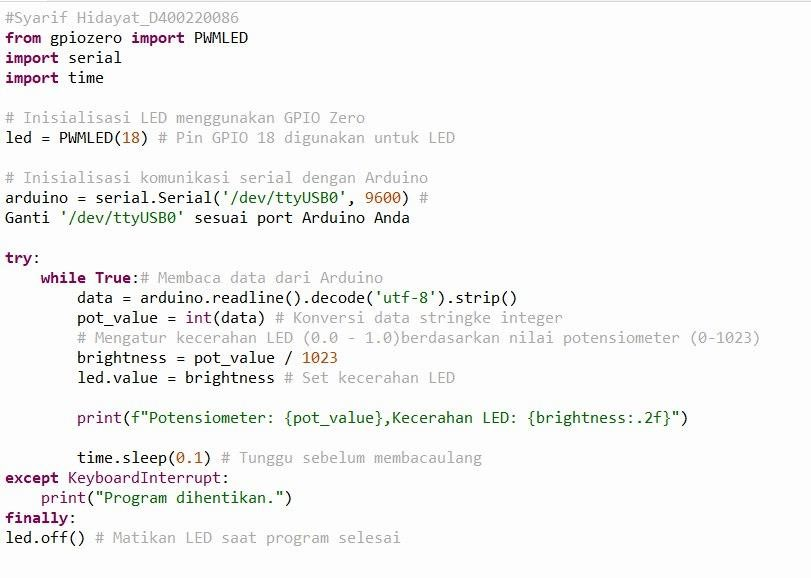 #Syarif Hidayat_D400220086
from gpiozero import PWMLED
import serial
import time
# Inisialisasi LED menggunakan GPIO Zero
led = PWMLED(18) # Pin GPIO 18 digunakan untuk LED
# Inisialisasi komunikasi serial dengan Arduino
arduino = serial.Serial('/dev/ttyUSB0', 9600) #
Ganti '/dev/ttyUSB0' sesuai port Arduino Anda
try:
    while True:# Membaca data dari Arduino
        data = arduino.readline().decode('utf-8').strip()
        pot_value = int(data) # Konversi data stringke integer
        # Mengatur kecerahan LED (0.0 - 1.0)berdasarkan nilai potensiometer (0-1023)
        brightness = pot_value / 1023
        led.value = brightness # Set kecerahan LED
        print(f"Potensiometer: {pot_value},Kecerahan LED: {brightness:.2f}")
        time.sleep(0.1) # Tunggu sebelum membacaulang
except KeyboardInterrupt:
    print("Program dihentikan.")
finally:
led.off() # Matikan LED saat program selesai